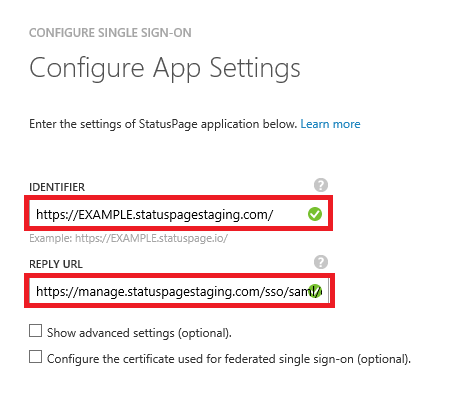 CONFIGURE SINGLE SIGN-ON
Configure App Settings
Enter the settings of StatusPage application below. Learn more
IDENTIFIER ?
https://EXAMPLE.statuspagestaging.com/
Example: https://EXAMPLE.statuspage.io/
REPLY URL ?
https://manage.statuspagestaging.com/sso/saml/
Show advanced settings (optional).
Configure the certificate used for federated single sign-on (optional).